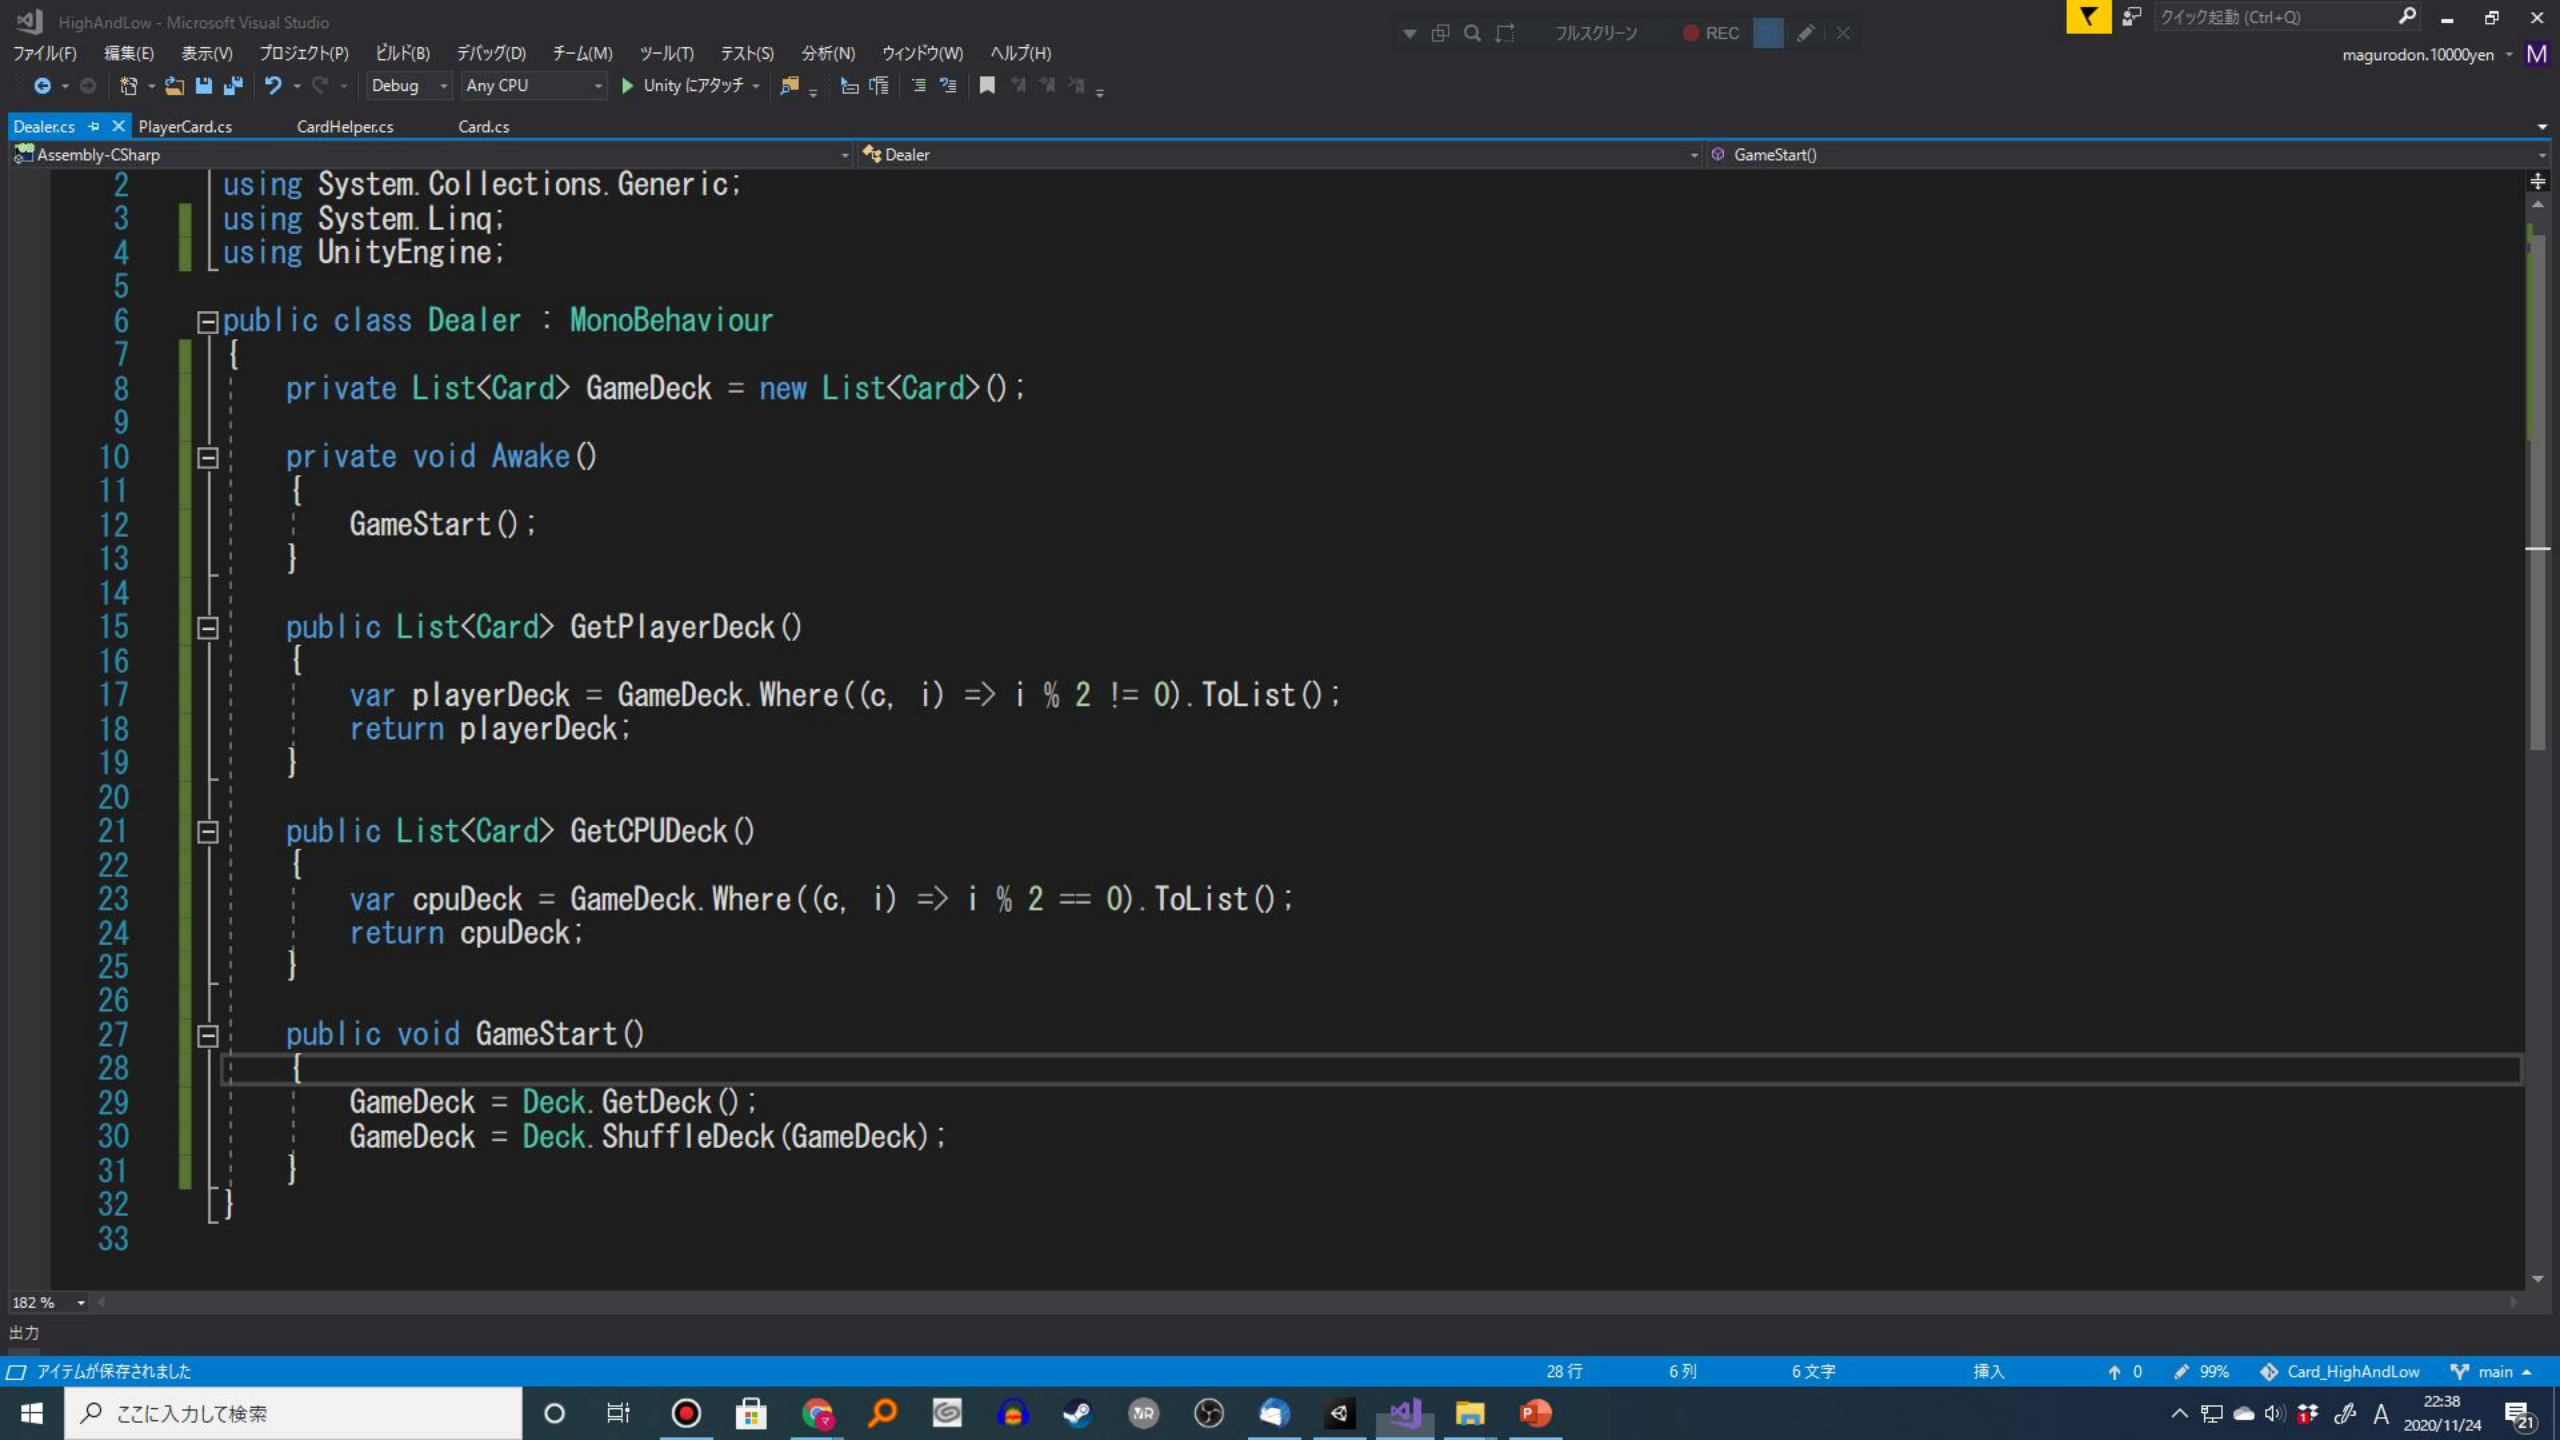 HighAndLow - Microsoft Visual Studio
フルスクリーン REC
クイック起動 (Ctrl+Q)
ファイル(F) 編集(E) 表示(V) プロジェクト(P) ビルド(B) デバッグ(D) チーム(M) ツール(T) テスト(S) 分析(N) ウィンドウ(W) ヘルプ(H)
magurodon.10000yen M
Debug Any CPU Unity にアタッチ
Dealer.cs PlayerCard.cs CardHelper.cs Card.cs
Assembly-CSharp Dealer GameStart()
2 using System.Collections.Generic;
3 using System.Linq;
4 using UnityEngine;
5
6 public class Dealer : MonoBehaviour
7 {
8 private List<Card> GameDeck = new List<Card>();
9
10 private void Awake()
11 {
12 GameStart();
13 }
14
15 public List<Card> GetPlayerDeck()
16 {
17 var playerDeck = GameDeck.Where((c, i) => i % 2 != 0).ToList();
18 return playerDeck;
19 }
20
21 public List<Card> GetCPUDeck()
22 {
23 var cpuDeck = GameDeck.Where((c, i) => i % 2 == 0).ToList();
24 return cpuDeck;
25 }
26
27 public void GameStart()
28 {
29 GameDeck = Deck.GetDeck();
30 GameDeck = Deck.ShuffleDeck(GameDeck);
31 }
32 }
33
182 %
出力
アイテムが保存されました 28 行 6 列 6 文字 挿入 0 99% Card_HighAndLow main
ここに入力して検索
A 22:38
2020/11/24 21